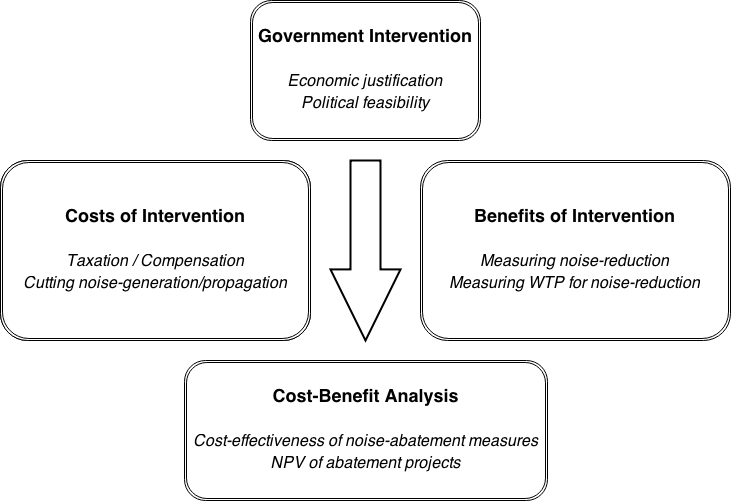 Government Intervention
Economic justification
Political feasibility
Costs of Intervention
Taxation / Compensation
Cutting noise-generation/propagation
Benefits of Intervention
Measuring noise-reduction
Measuring WTP for noise-reduction
Cost-Benefit Analysis
Cost-effectiveness of noise-abatement measures
NPV of abatement projects